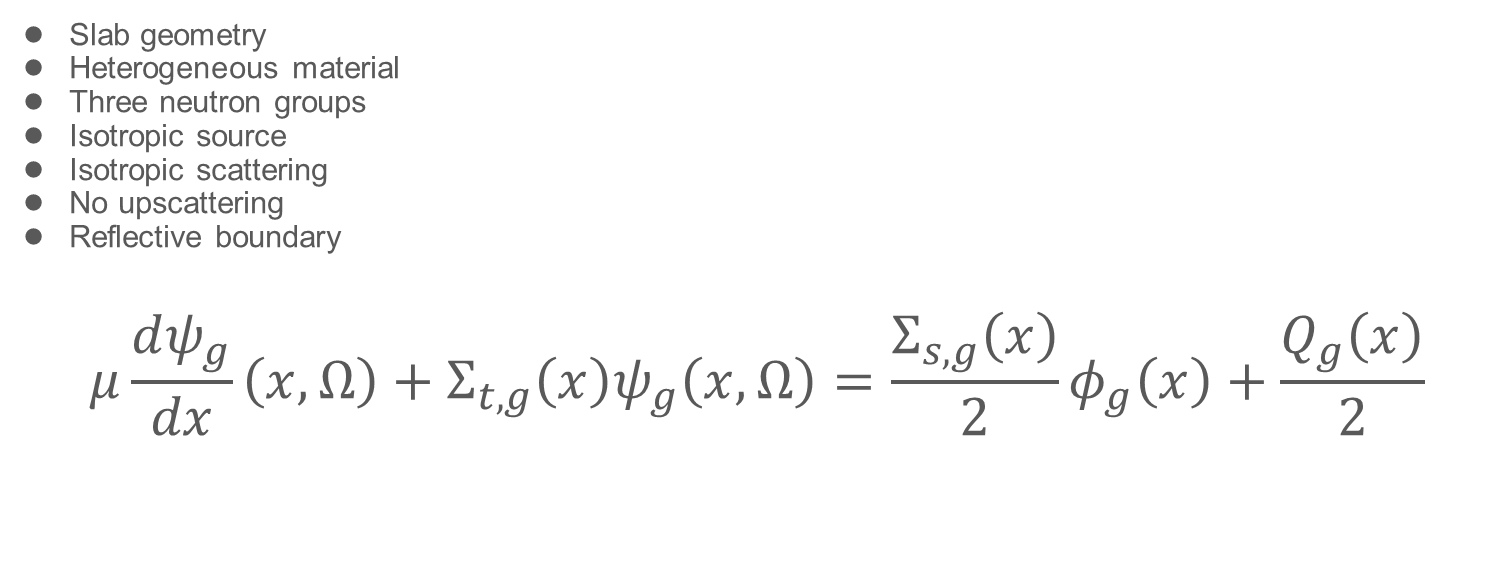 ● Slab geometry
● Heterogeneous material
● Three neutron groups
● Isotropic source
● Isotropic scattering
● No upscattering
● Reflective boundary
μ dψ_g/dx (x, Ω) + Σ_{t,g}(x)ψ_g(x, Ω) = Σ_{s,g}(x)/2 ϕ_g(x) + Q_g(x)/2